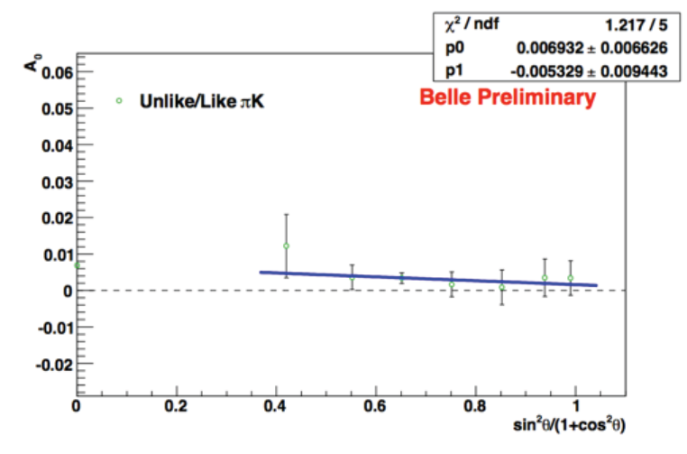 χ² / ndf 1.217 / 5
p0 0.006932 ± 0.006626
p1 -0.005329 ± 0.009443
A₀
Unlike/Like πK
Belle Preliminary
0.06
0.05
0.04
0.03
0.02
0.01
0
-0.01
-0.02
0 0.2 0.4 0.6 0.8 1
sin²θ/(1+cos²θ)